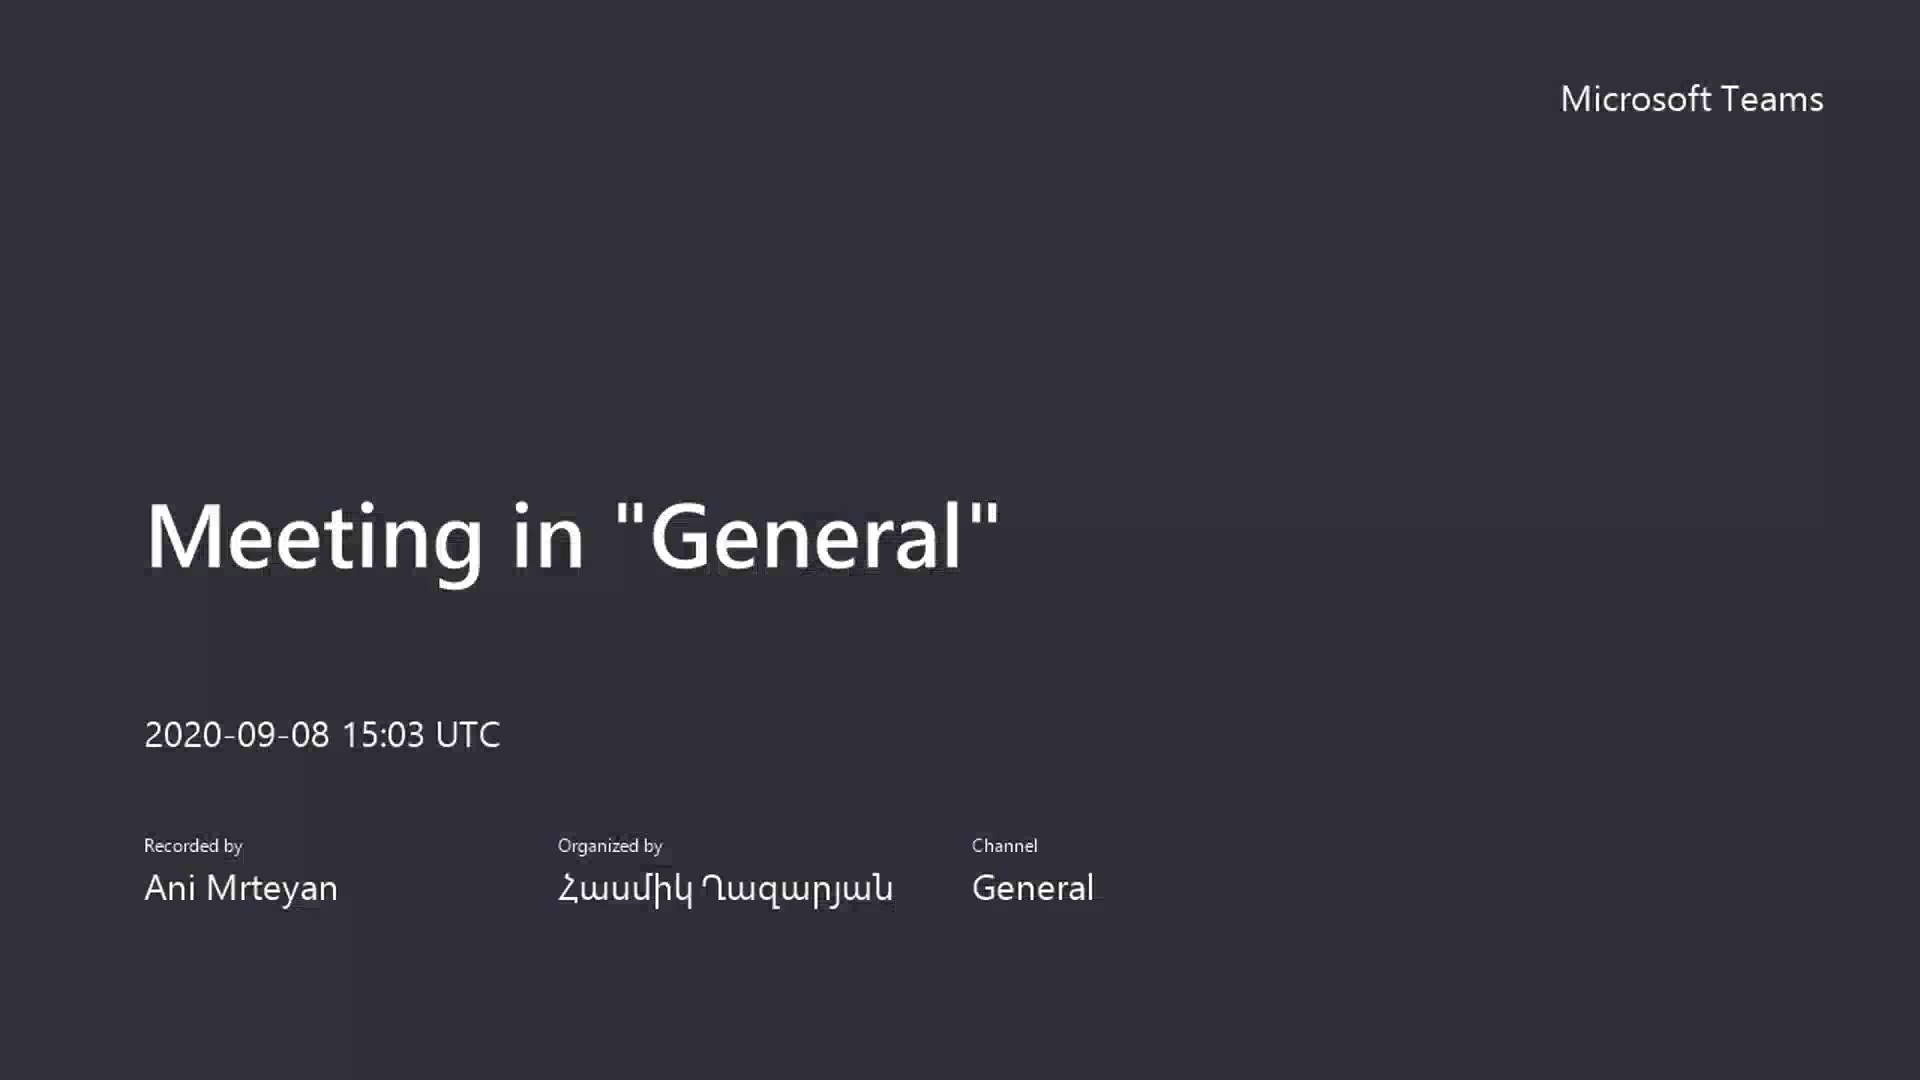 Microsoft Teams
Meeting in "General"
2020-09-08 15:03 UTC
Recorded by
Organized by
Channel
Ani Mrteyan
Հասմիկ Ղազարյան
General